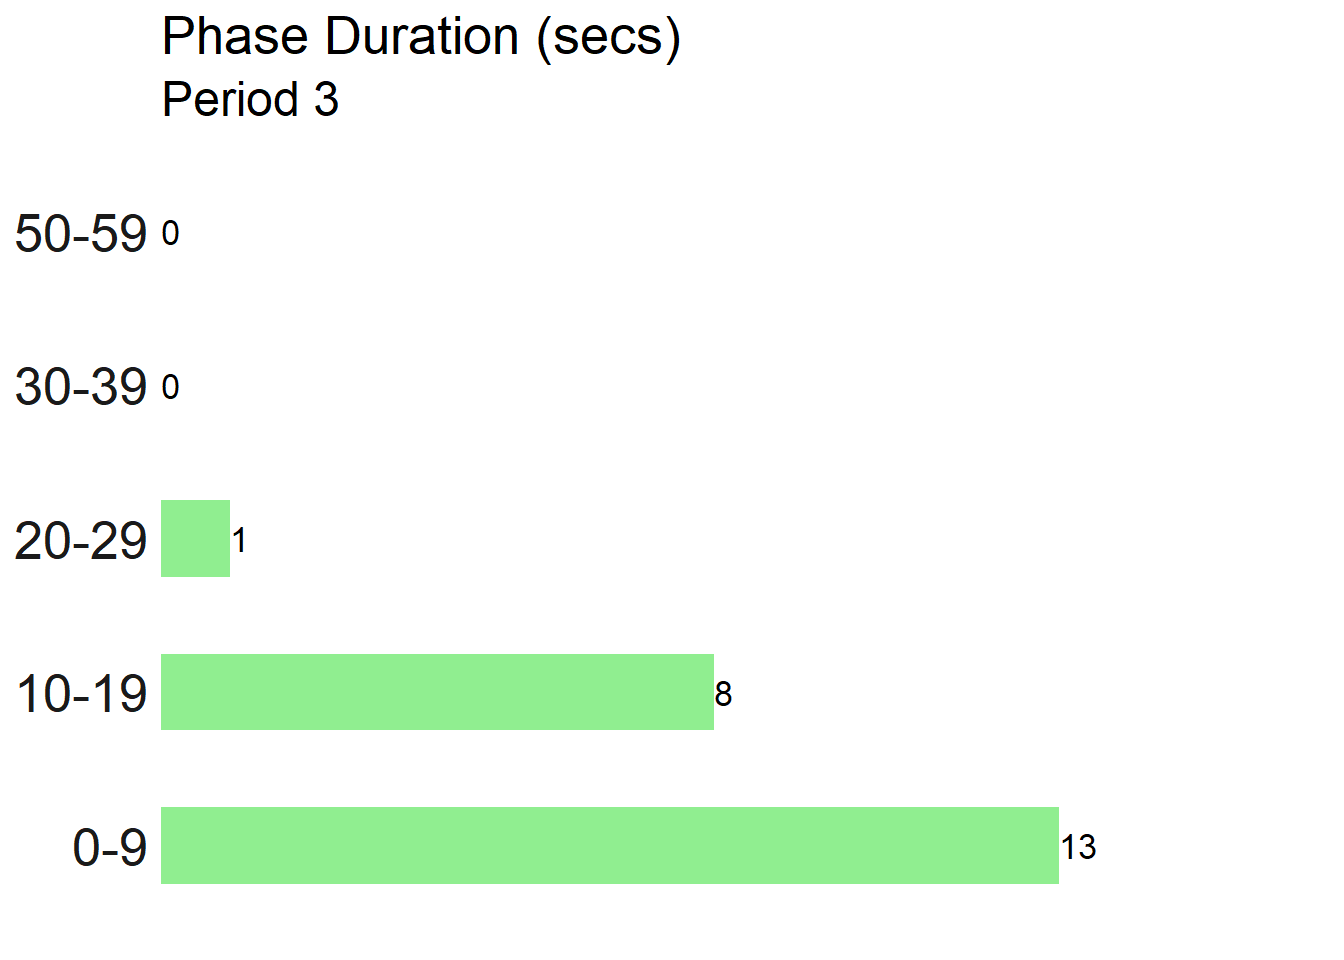 Phase Duration (secs)
Period 3
50-59 0
30-39 0
20-29 1
10-19 8
0-9 13